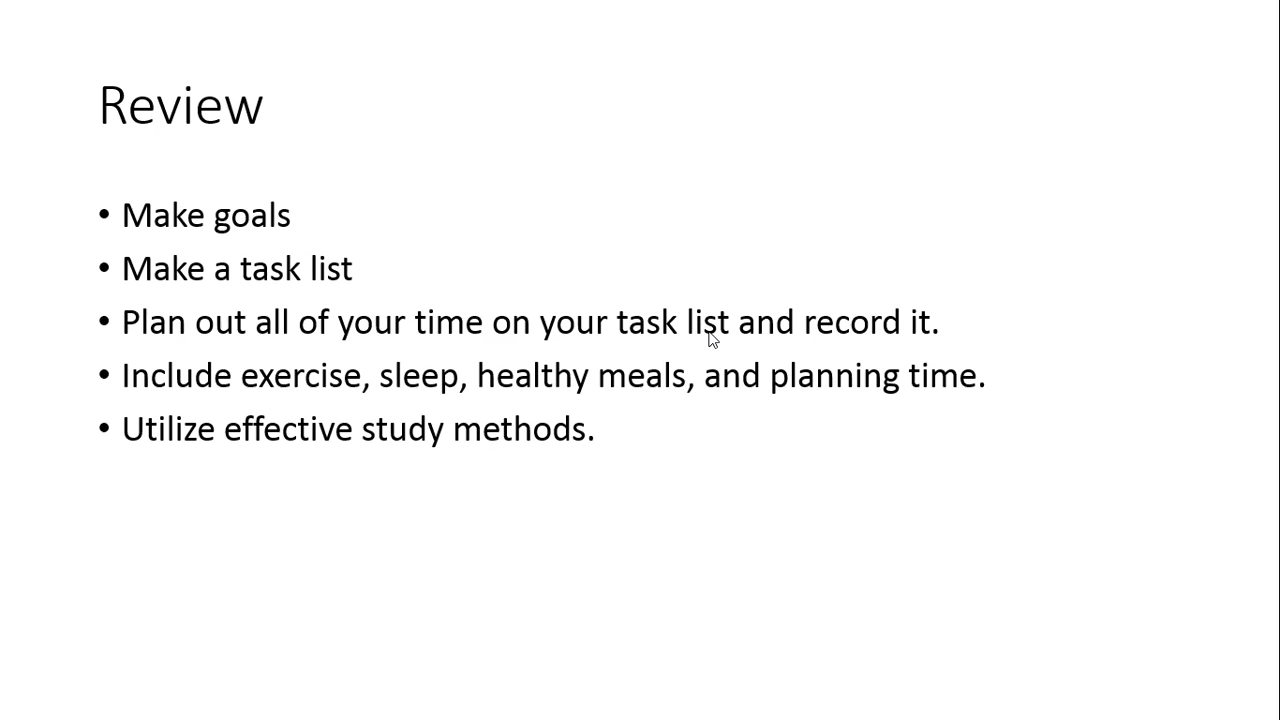 Review
• Make goals
• Make a task list
• Plan out all of your time on your task list and record it.
• Include exercise, sleep, healthy meals, and planning time.
• Utilize effective study methods.